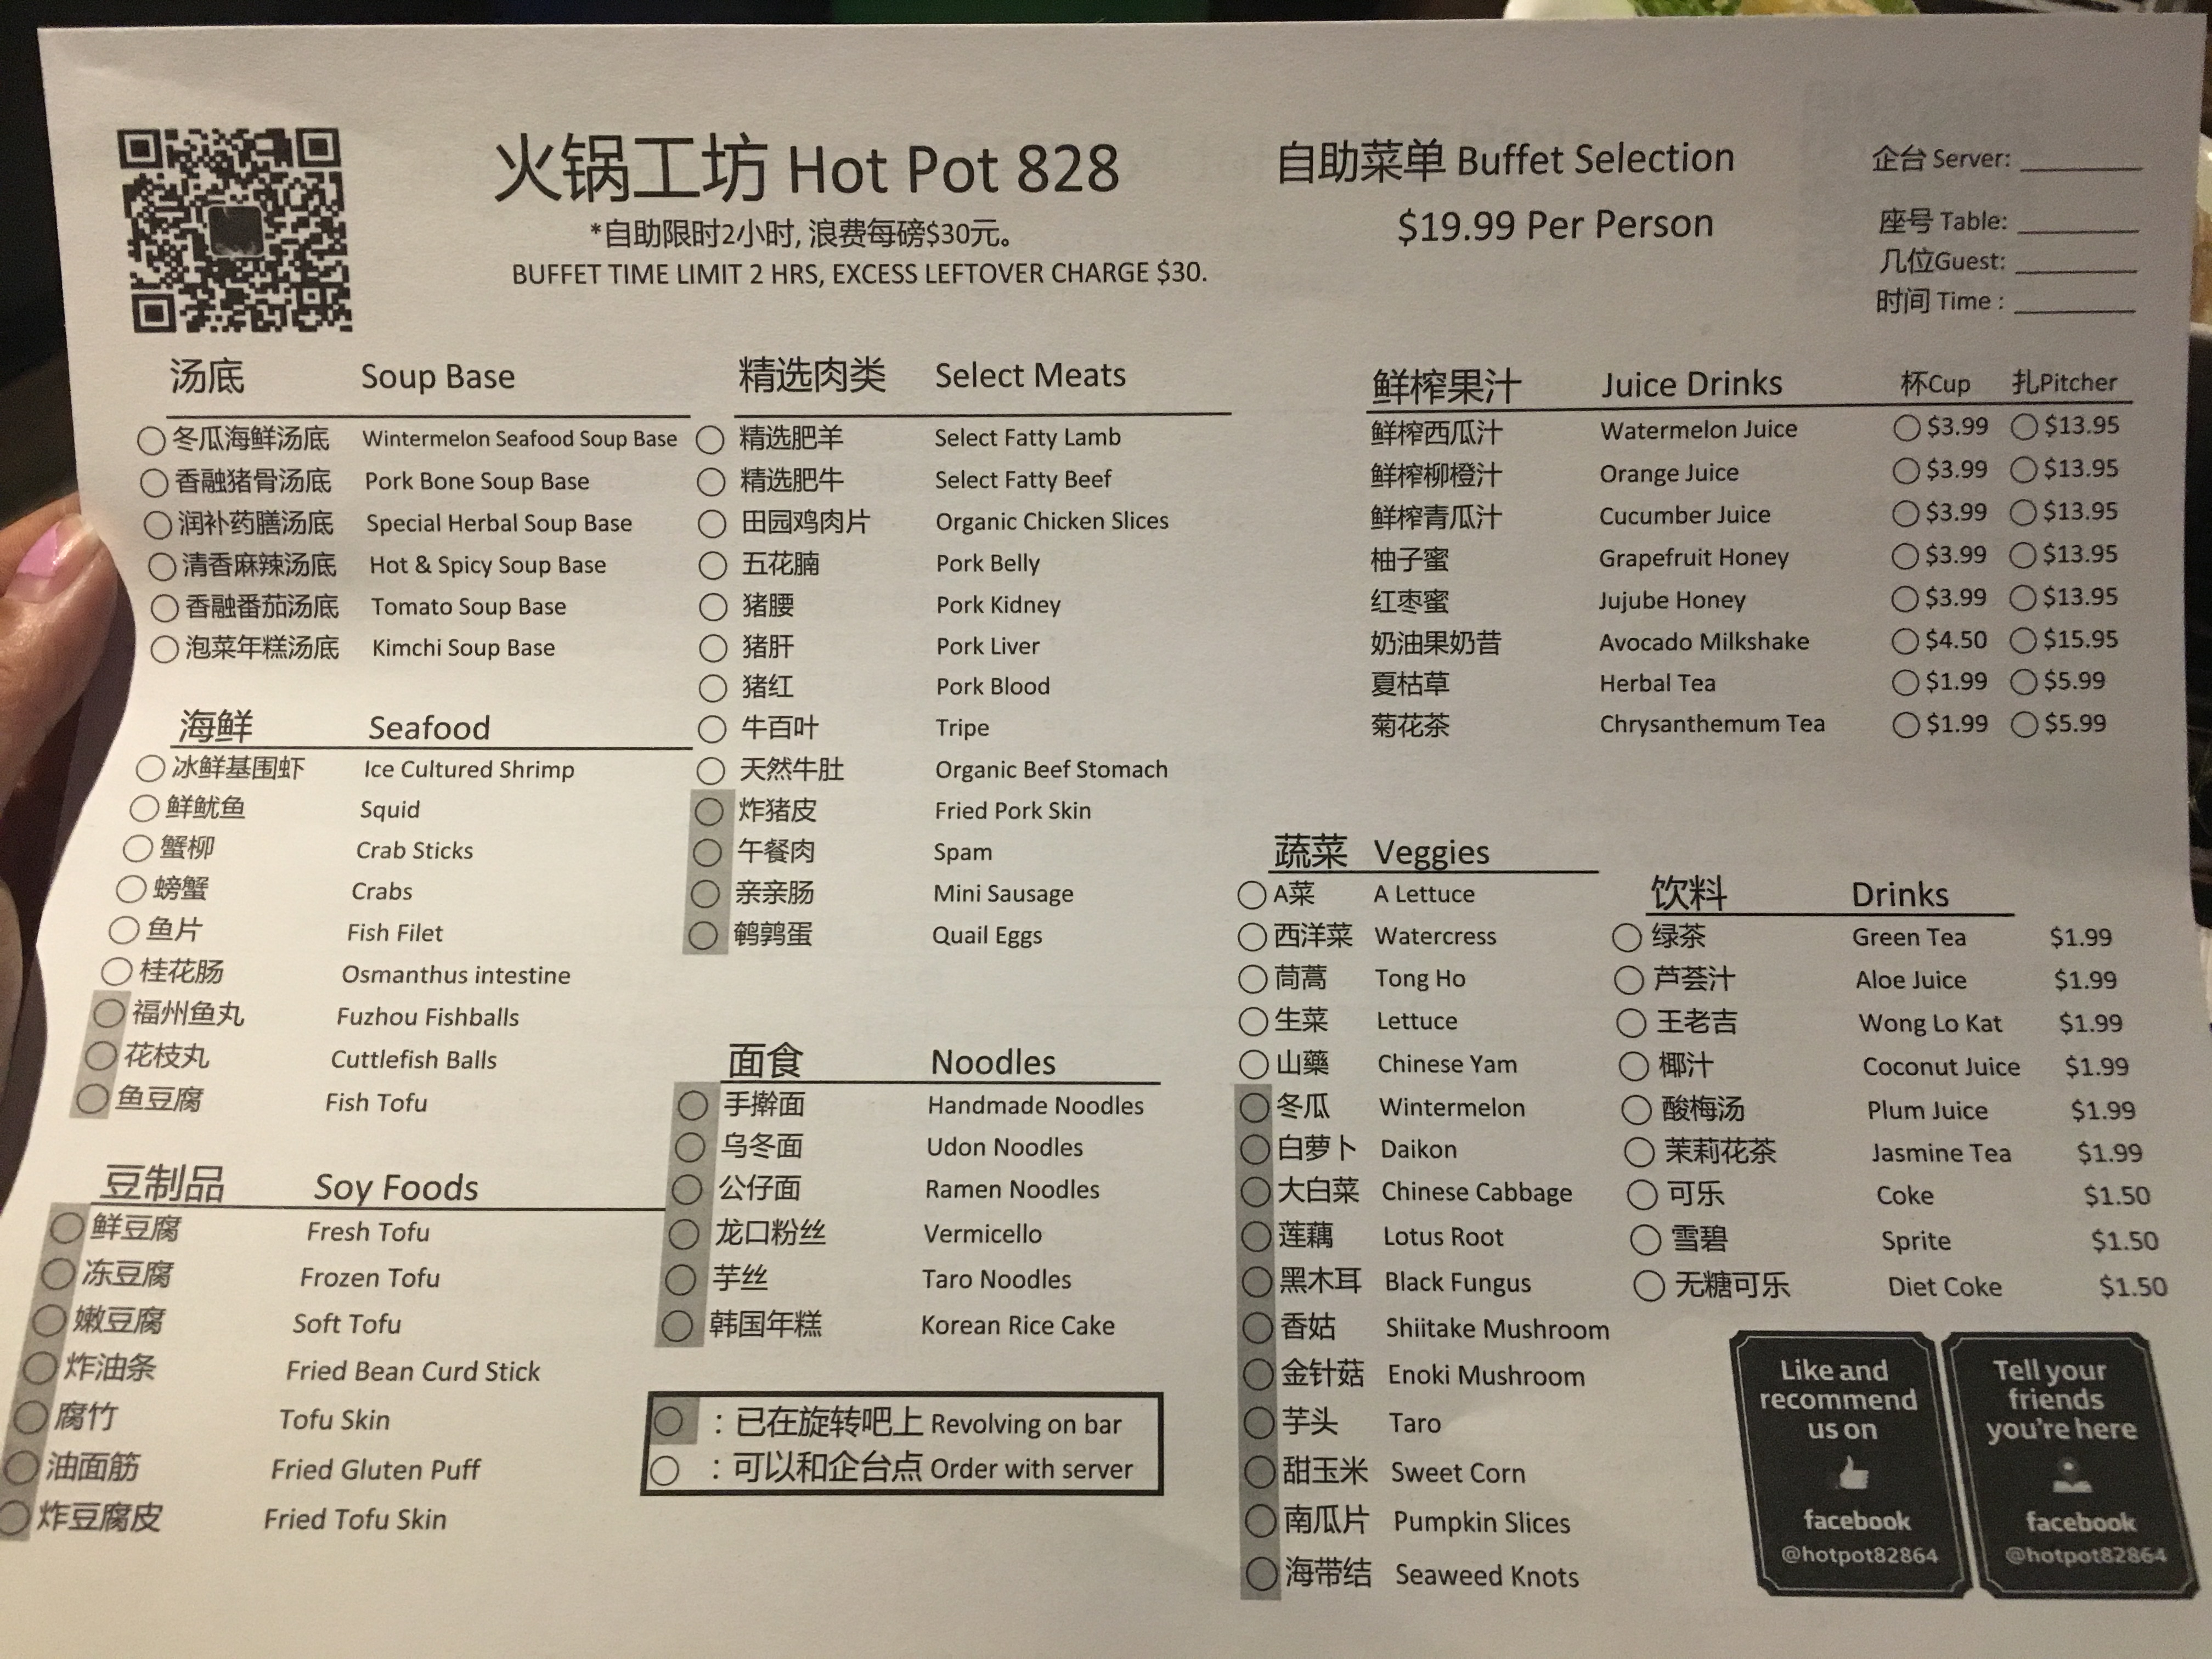 火锅工坊 Hot Pot 828
*自助限时2小时, 浪费每磅$30元。
BUFFET TIME LIMIT 2 HRS, EXCESS LEFTOVER CHARGE $30.
自助菜单 Buffet Selection
$19.99 Per Person
企台 Server: ________
座号 Table: ________
几位Guest: ________
时间 Time : ________
汤底 Soup Base
冬瓜海鲜汤底 Wintermelon Seafood Soup Base
香融猪骨汤底 Pork Bone Soup Base
润补药膳汤底 Special Herbal Soup Base
清香麻辣汤底 Hot & Spicy Soup Base
香融番茄汤底 Tomato Soup Base
泡菜年糕汤底 Kimchi Soup Base
海鲜 Seafood
冰鲜基围虾 Ice Cultured Shrimp
鲜鱿鱼 Squid
蟹柳 Crab Sticks
螃蟹 Crabs
鱼片 Fish Filet
桂花肠 Osmanthus intestine
福州鱼丸 Fuzhou Fishballs
花枝丸 Cuttlefish Balls
鱼豆腐 Fish Tofu
豆制品 Soy Foods
鲜豆腐 Fresh Tofu
冻豆腐 Frozen Tofu
嫩豆腐 Soft Tofu
炸油条 Fried Bean Curd Stick
腐竹 Tofu Skin
油面筋 Fried Gluten Puff
炸豆腐皮 Fried Tofu Skin
精选肉类 Select Meats
精选肥羊 Select Fatty Lamb
精选肥牛 Select Fatty Beef
田园鸡肉片 Organic Chicken Slices
五花腩 Pork Belly
猪腰 Pork Kidney
猪肝 Pork Liver
猪红 Pork Blood
牛百叶 Tripe
天然牛肚 Organic Beef Stomach
炸猪皮 Fried Pork Skin
午餐肉 Spam
亲亲肠 Mini Sausage
鹌鹑蛋 Quail Eggs
面食 Noodles
手擀面 Handmade Noodles
乌冬面 Udon Noodles
公仔面 Ramen Noodles
龙口粉丝 Vermicello
芋丝 Taro Noodles
韩国年糕 Korean Rice Cake
: 已在旋转吧上 Revolving on bar
: 可以和企台点 Order with server
鲜榨果汁 Juice Drinks 杯Cup 扎Pitcher
鲜榨西瓜汁 Watermelon Juice $3.99 $13.95
鲜榨柳橙汁 Orange Juice $3.99 $13.95
鲜榨青瓜汁 Cucumber Juice $3.99 $13.95
柚子蜜 Grapefruit Honey $3.99 $13.95
红枣蜜 Jujube Honey $3.99 $13.95
奶油果奶昔 Avocado Milkshake $4.50 $15.95
夏枯草 Herbal Tea $1.99 $5.99
菊花茶 Chrysanthemum Tea $1.99 $5.99
蔬菜 Veggies
A菜 A Lettuce
西洋菜 Watercress
茼蒿 Tong Ho
生菜 Lettuce
山藥 Chinese Yam
冬瓜 Wintermelon
白萝卜 Daikon
大白菜 Chinese Cabbage
莲藕 Lotus Root
黑木耳 Black Fungus
香姑 Shiitake Mushroom
金针菇 Enoki Mushroom
芋头 Taro
甜玉米 Sweet Corn
南瓜片 Pumpkin Slices
海带结 Seaweed Knots
饮料 Drinks
绿茶 Green Tea $1.99
芦荟汁 Aloe Juice $1.99
王老吉 Wong Lo Kat $1.99
椰汁 Coconut Juice $1.99
酸梅汤 Plum Juice $1.99
茉莉花茶 Jasmine Tea $1.99
可乐 Coke $1.50
雪碧 Sprite $1.50
无糖可乐 Diet Coke $1.50
Like and
recommend
us on
facebook
@hotpot82864
Tell your
friends
you're here
facebook
@hotpot82864